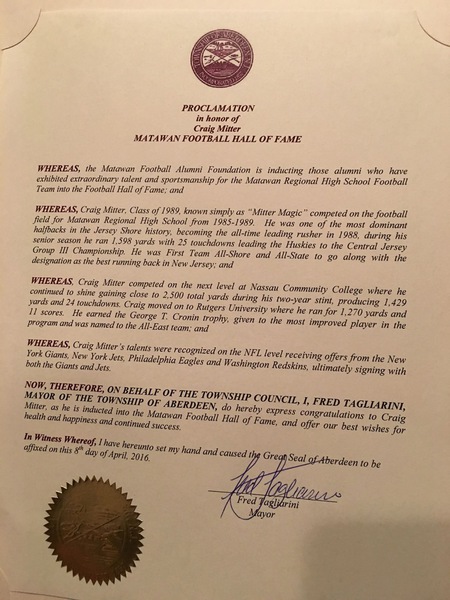 PROCLAMATION
in honor of
Craig Mitter
MATAWAN FOOTBALL HALL OF FAME
WHEREAS, the Matawan Football Alumni Foundation is inducting those alumni who have
exhibited extraordinary talent and sportsmanship for the Matawan Regional High School Football
Team into the Football Hall of Fame; and
WHEREAS, Craig Mitter, Class of 1989, known simply as "Mitter Magic" competed on the football
field for Matawan Regional High School from 1985-1989. He was one of the most dominant
halfbacks in the Jersey Shore history, becoming the all-time leading rusher in 1988, during his
senior season he ran 1,598 yards with 25 touchdowns leading the Huskies to the Central Jersey
Group III Championship. He was First Team All-Shore and All-State to go along with the
designation as the best running back in New Jersey; and
WHEREAS, Craig Mitter competed on the next level at Nassau Community College where he
continued to shine gaining close to 2,500 total yards during his two-year stint, producing 1,429
yards and 24 touchdowns. Craig moved on to Rutgers University where he ran for 1,270 yards and
11 scores. He earned the George T. Cronin trophy, given to the most improved player in the
program and was named to the All-East team; and
WHEREAS, Craig Mitter's talents were recognized on the NFL level receiving offers from the New
York Giants, New York Jets, Philadelphia Eagles and Washington Redskins, ultimately signing with
both the Giants and Jets.
NOW, THEREFORE, ON BEHALF OF THE TOWNSHIP COUNCIL, I, FRED TAGLIARINI,
MAYOR OF THE TOWNSHIP OF ABERDEEN, do hereby express congratulations to Craig
Mitter, as he is inducted into the Matawan Football Hall of Fame, and offer our best wishes for
health and happiness and continued success.
In Witness Whereof, I have hereunto set my hand and caused the Great Seal of Aberdeen to be
affixed on this 8th day of April, 2016.
Fred Tagliarini
Fred Tagliarini
Mayor